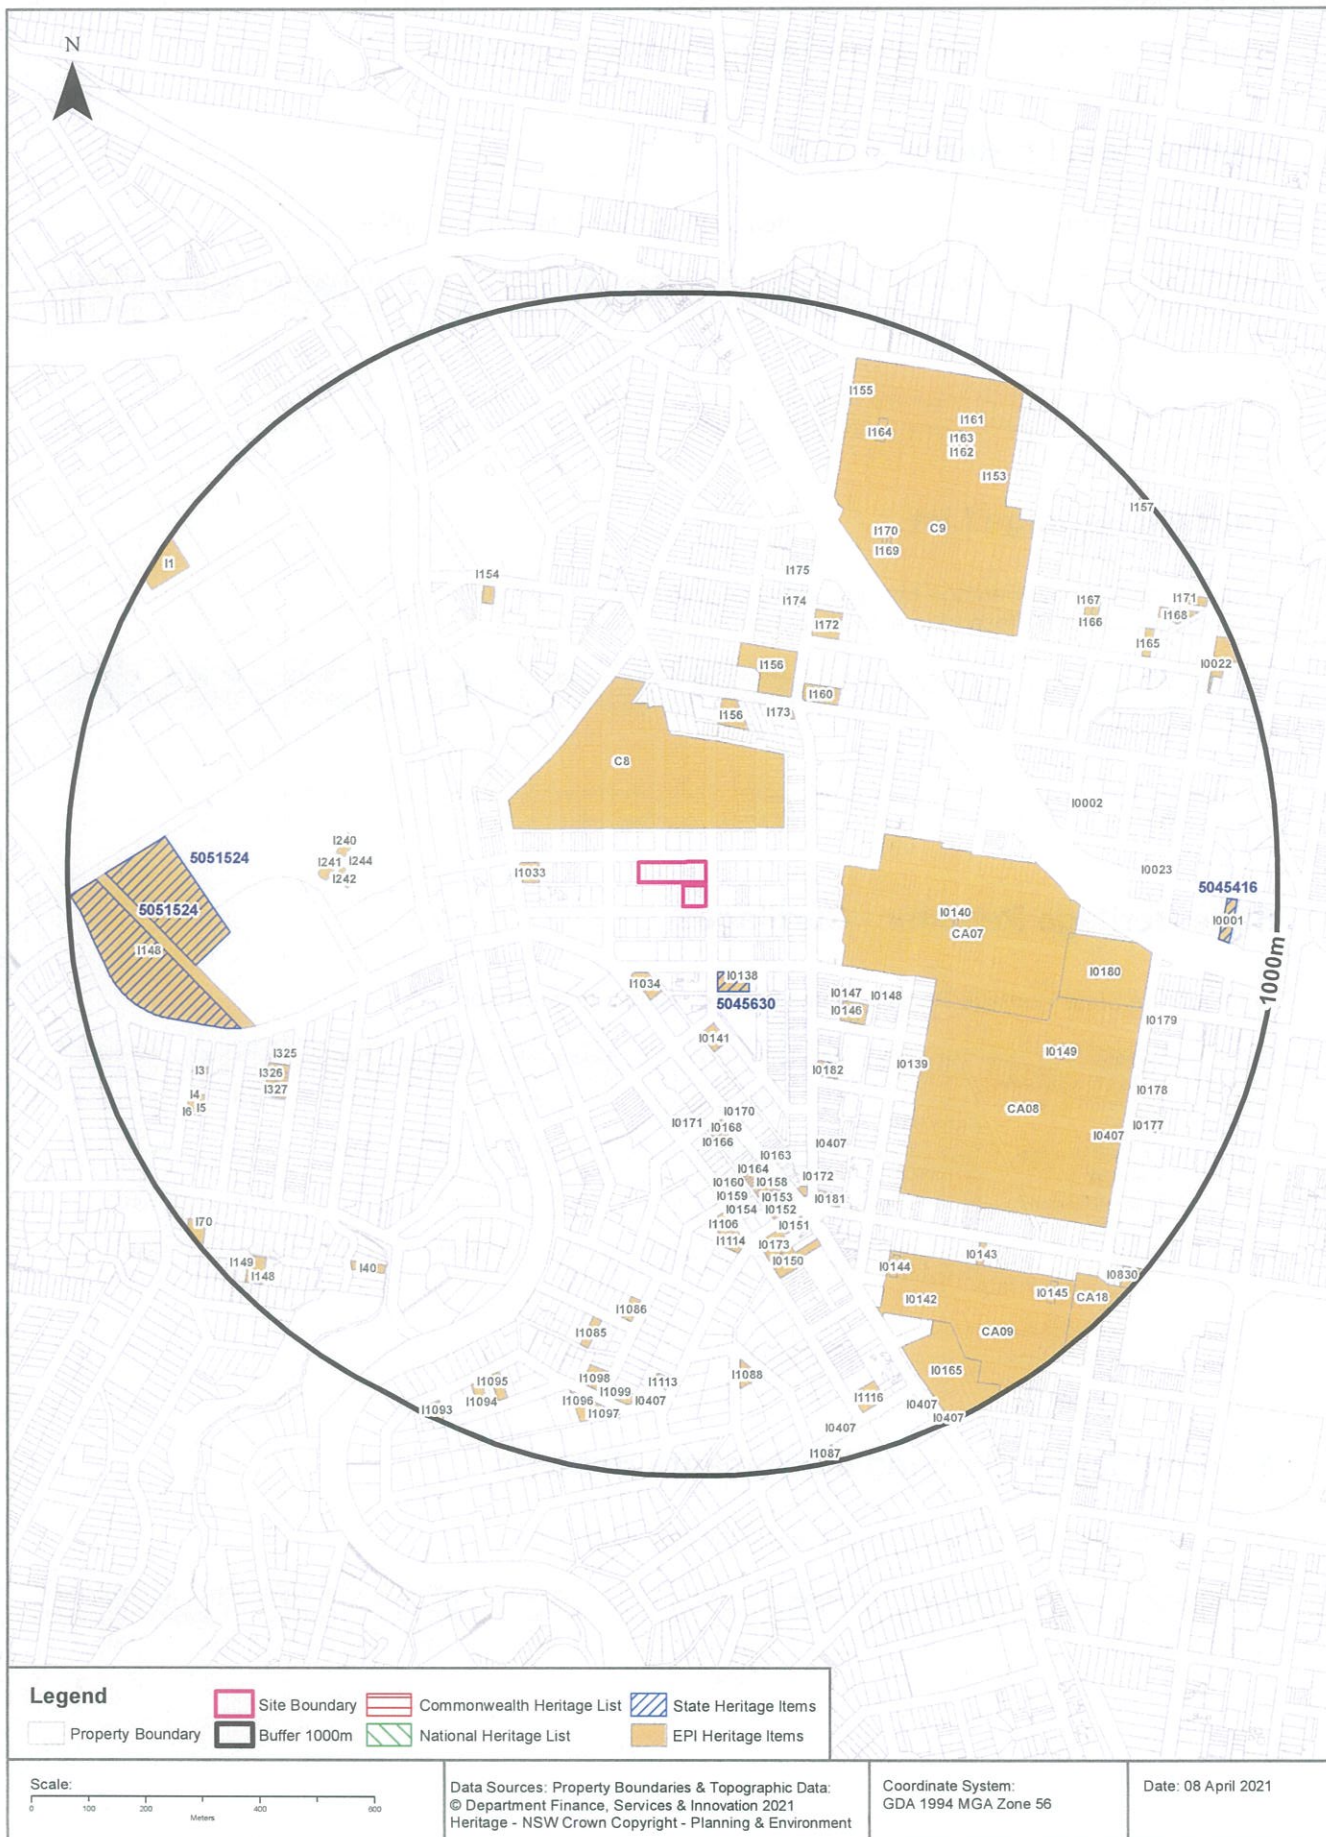 N
I155
I161
I164
I163
I162
I153
I157
I170
C9
I169
I1
I154
I175
I174
I167
I171
I172
I166
I168
I165
I156
I0022
I160
I156
I173
C8
I0002
I240
5051524
I241
I244
I242
I1033
I0023
5045416
5051524
I0140
I0001
CA07
I148
I0138
I0180
1000m
I1034
5045630
I0147
I0148
I0146
I0179
I0141
I325
I0149
I3
I326
I0182
I0139
I327
I4
I0178
I6
I5
CA08
I0170
I0171
I0168
I0177
I0166
I0407
I0407
I0163
I0164
I0172
I0160
I0158
I0159
I0153
I0181
I0154
I0152
I70
I1106
I0151
I1114
I0173
I0143
I149
I0150
I0144
I148
I40
I0830
I0142
I0145
CA18
I1086
I1085
CA09
I0165
I1098
I1088
I1095
I1113
I1099
I1094
I1096
I0407
I1116
I1093
I1097
I0407
I0407
I0407
I1087
Legend
Site Boundary
Commonwealth Heritage List
State Heritage Items
Property Boundary
Buffer 1000m
National Heritage List
EPI Heritage Items
Scale:
0 100 200 400 600
Meters
Data Sources: Property Boundaries & Topographic Data:
© Department Finance, Services & Innovation 2021
Heritage - NSW Crown Copyright - Planning & Environment
Coordinate System:
GDA 1994 MGA Zone 56
Date: 08 April 2021